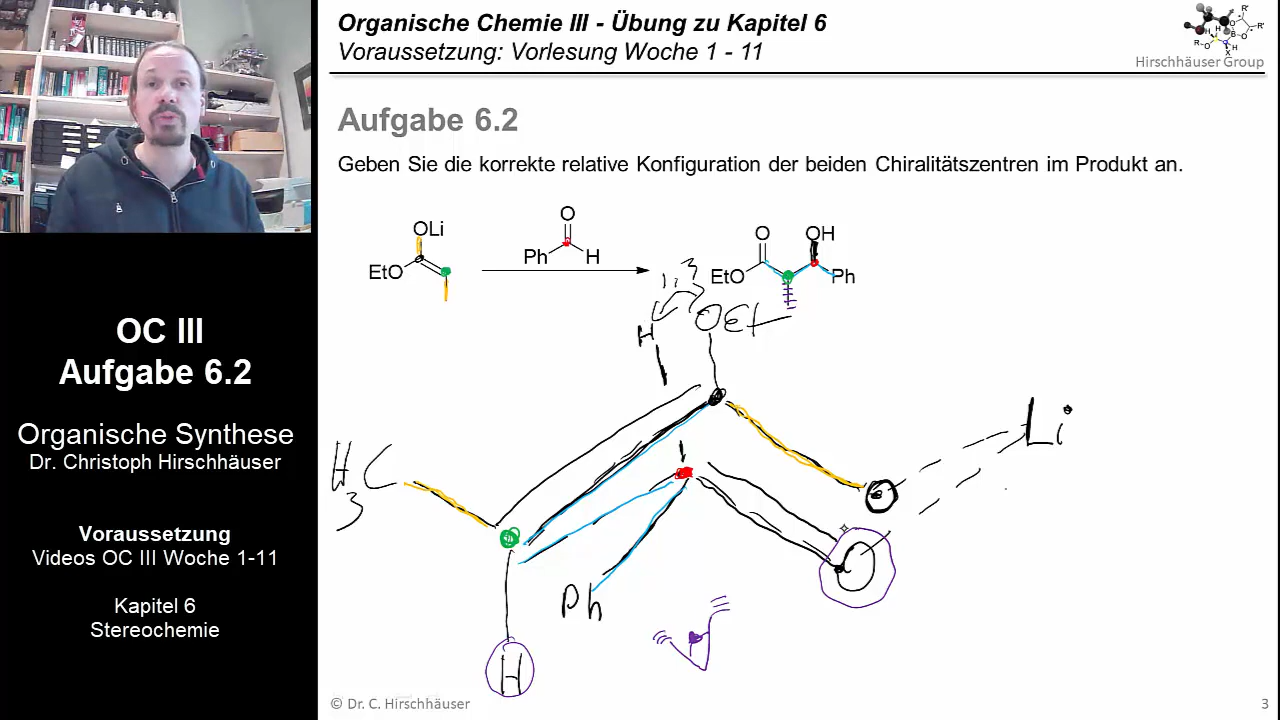 Organische Chemie III - Übung zu Kapitel 6
Voraussetzung: Vorlesung Woche 1 - 11
R'
R'
R-O
H
B
X
H
Hirschhäuser Group
Aufgabe 6.2
Geben Sie die korrekte relative Konfiguration der beiden Chiralitätszentren im Produkt an.
OLi
EtO
O
Ph
H
O
OH
EtO
Ph
1,3
H
OEt
Li
H3C
O
O
Ph
H
OC III
Aufgabe 6.2
Organische Synthese
Dr. Christoph Hirschhäuser
Voraussetzung
Videos OC III Woche 1-11
Kapitel 6
Stereochemie
© Dr. C. Hirschhäuser
3